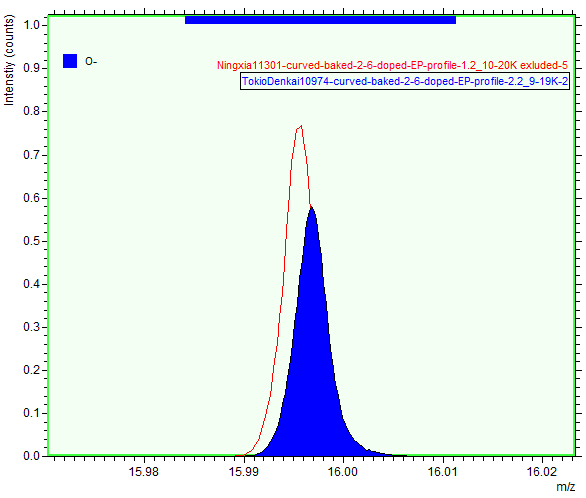 Intenstiy (counts)
1.0
0.9
0.8
0.7
0.6
0.5
0.4
0.3
0.2
0.1
0.0
O-
Ningxia11301-curved-baked-2-6-doped-EP-profile-1.2_10-20K exluded-5
TokioDenkai10974-curved-baked-2-6-doped-EP-profile-2.2_9-19K-2
15.98 15.99 16.00 16.01 16.02
m/z